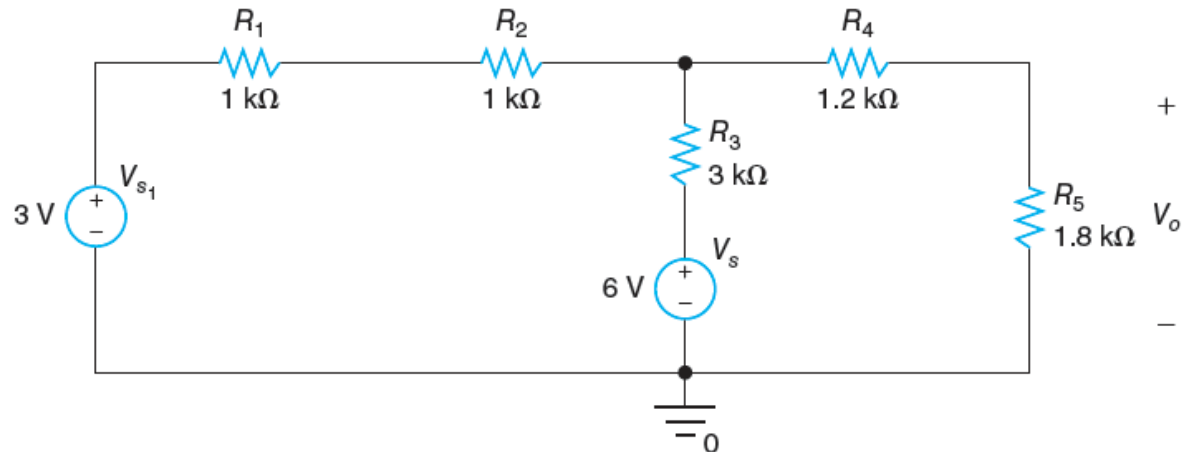 R₁ R₂ R₄
1 kΩ 1 kΩ 1.2 kΩ
+
R₃
3 kΩ
Vₛ₁
3 V + −
R₅
1.8 kΩ
Vₒ
Vₛ
6 V + −
−
0